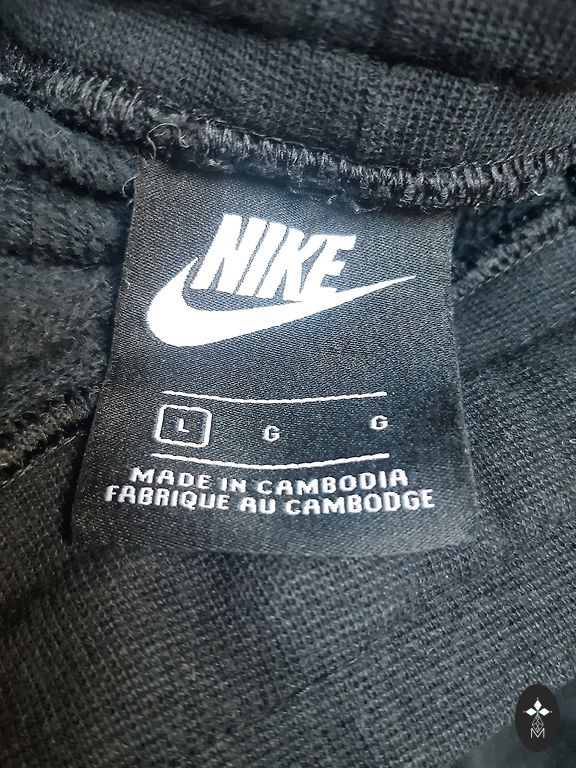 NIKE
L G G
MADE IN CAMBODIA
FABRIQUE AU CAMBODGE
M